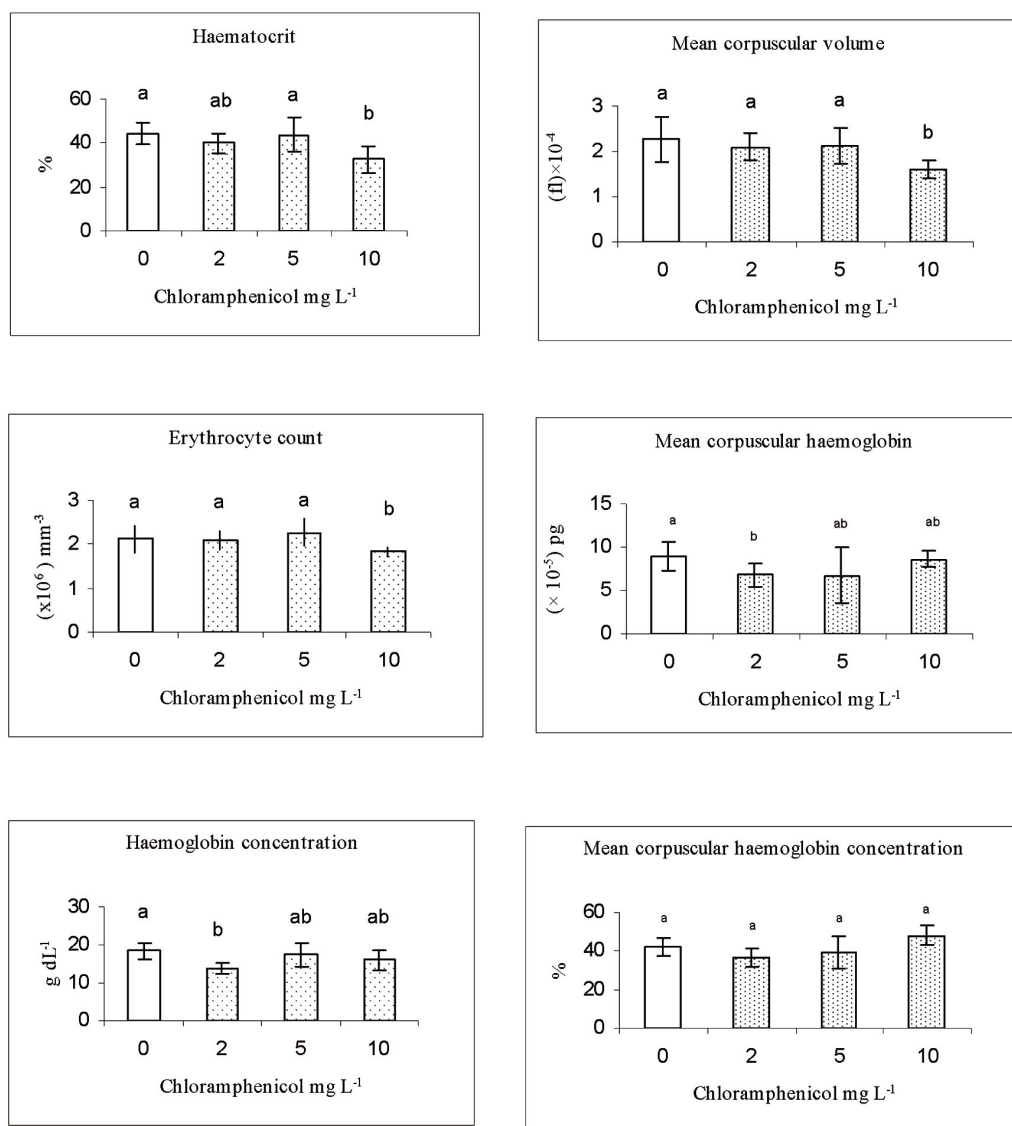 Haematocrit
a ab a b
60
40
20
0
%
0 2 5 10
Chloramphenicol mg L⁻¹
Mean corpuscular volume
a a a b
3
2
1
0
(fl)×10⁻⁴
0 2 5 10
Chloramphenicol mg L⁻¹
Erythrocyte count
a a a b
3
2
1
0
(x10⁶) mm⁻³
0 2 5 10
Chloramphenicol mg L⁻¹
Mean corpuscular haemoglobin
a b ab ab
15
10
5
0
(× 10⁻⁵) pg
0 2 5 10
Chloramphenicol mg L⁻¹
Haemoglobin concentration
a b ab ab
30
20
10
0
g dL⁻¹
0 2 5 10
Chloramphenicol mg L⁻¹
Mean corpuscular haemoglobin concentration
a a a a
60
40
20
0
%
0 2 5 10
Chloramphenicol mg L⁻¹